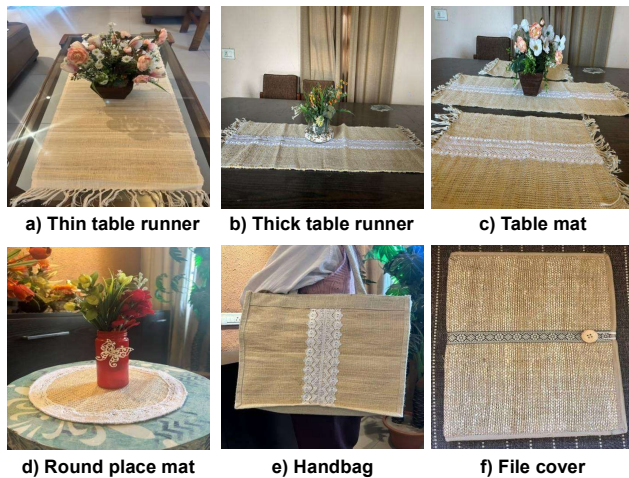 a) Thin table runner
b) Thick table runner
c) Table mat
d) Round place mat
e) Handbag
f) File cover